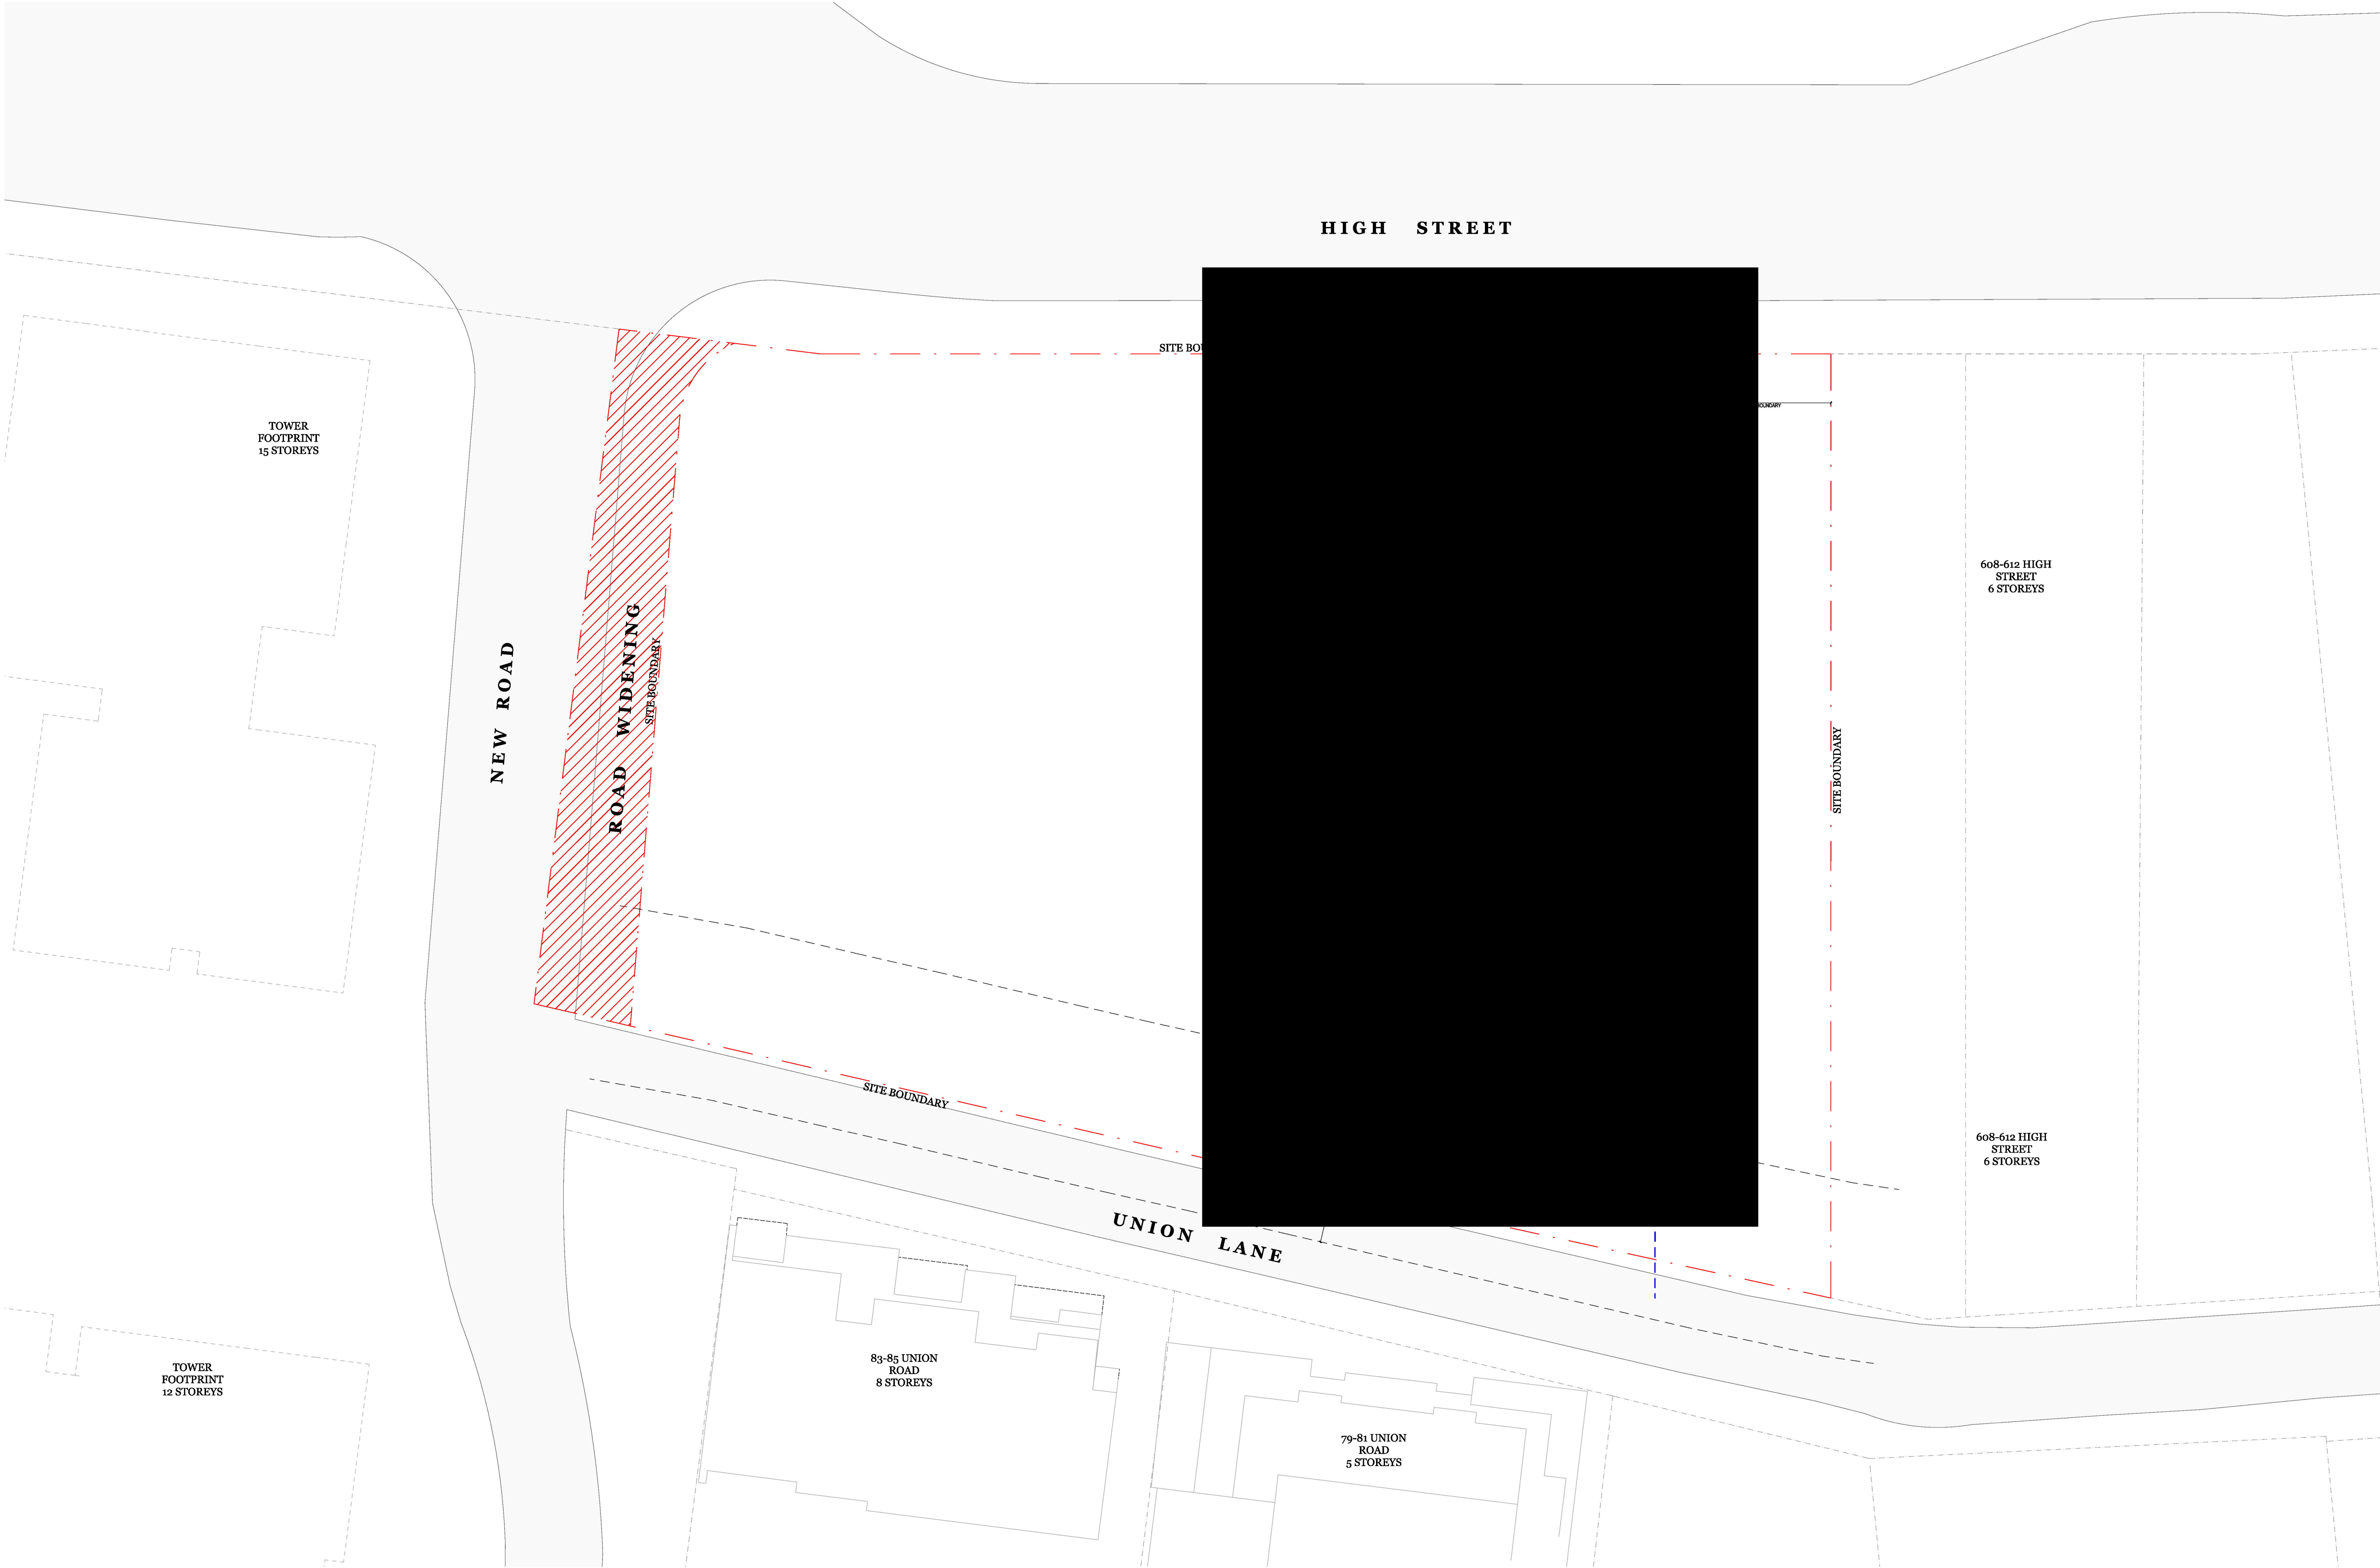 HIGH STREET
SITE BOU
OUNDARY
TOWER
FOOTPRINT
15 STOREYS
608-612 HIGH
STREET
6 STOREYS
NEW ROAD
ROAD WIDENING
SITE BOUNDARY
SITE BOUNDARY
SITE BOUNDARY
608-612 HIGH
STREET
6 STOREYS
UNION LANE
TOWER
FOOTPRINT
12 STOREYS
83-85 UNION
ROAD
8 STOREYS
79-81 UNION
ROAD
5 STOREYS